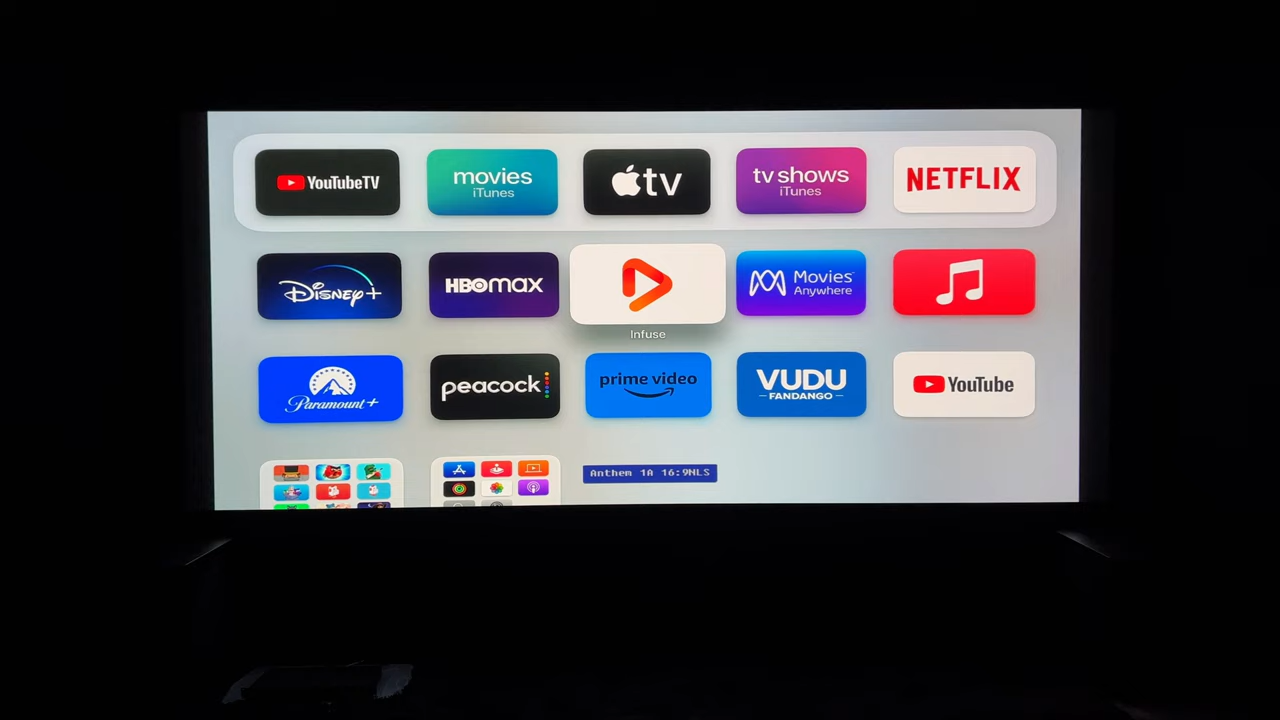 YouTubeTV
movies
iTunes
tv
tv shows
iTunes
NETFLIX
Disney+
HBOMAX
Infuse
Movies
Anywhere
Paramount+
peacock
prime video
VUDU
FANDANGO
YouTube
Anthem 1A 16:9NLS